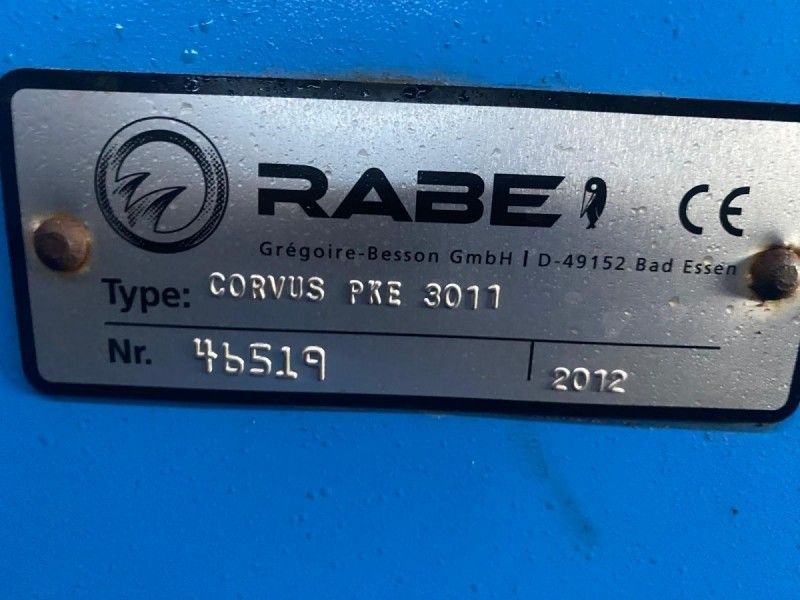 RABE CE
Grégoire-Besson GmbH | D-49152 Bad Essen
Type: CORVUS PKE 3011
Nr. 46519 2012